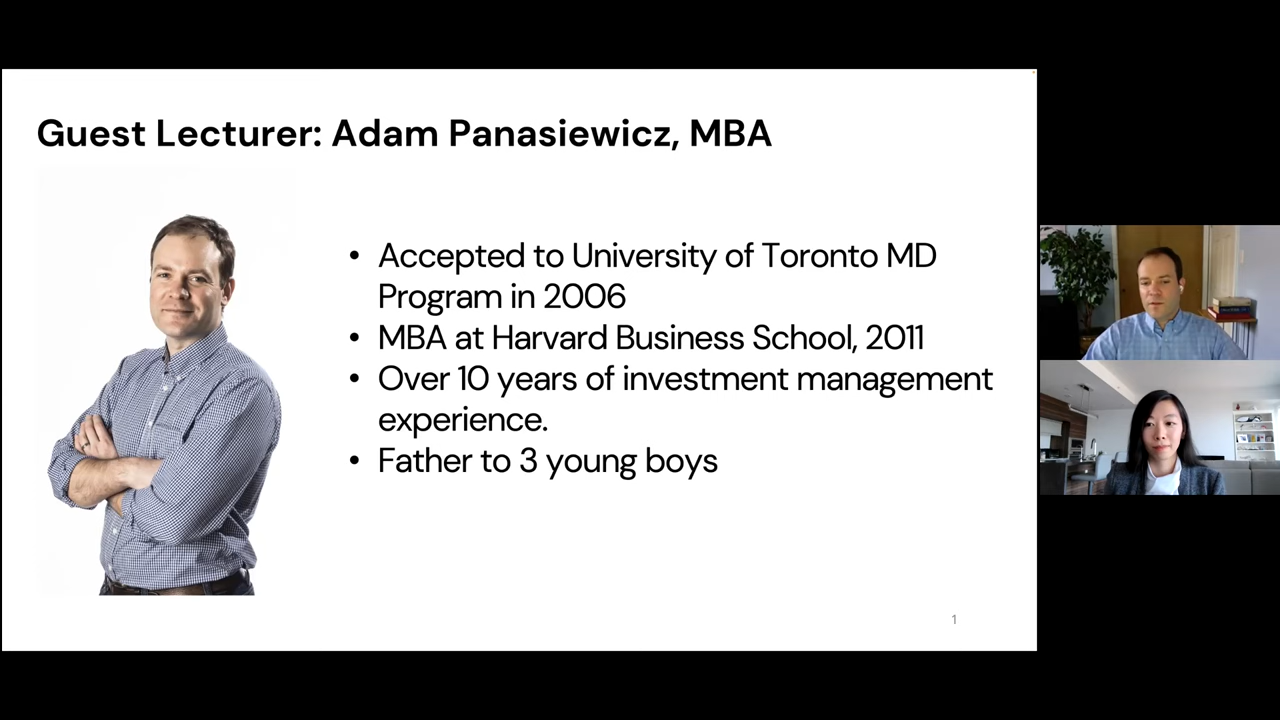 Guest Lecturer: Adam Panasiewicz, MBA
• Accepted to University of Toronto MD
Program in 2006
• MBA at Harvard Business School, 2011
• Over 10 years of investment management
experience.
• Father to 3 young boys
1